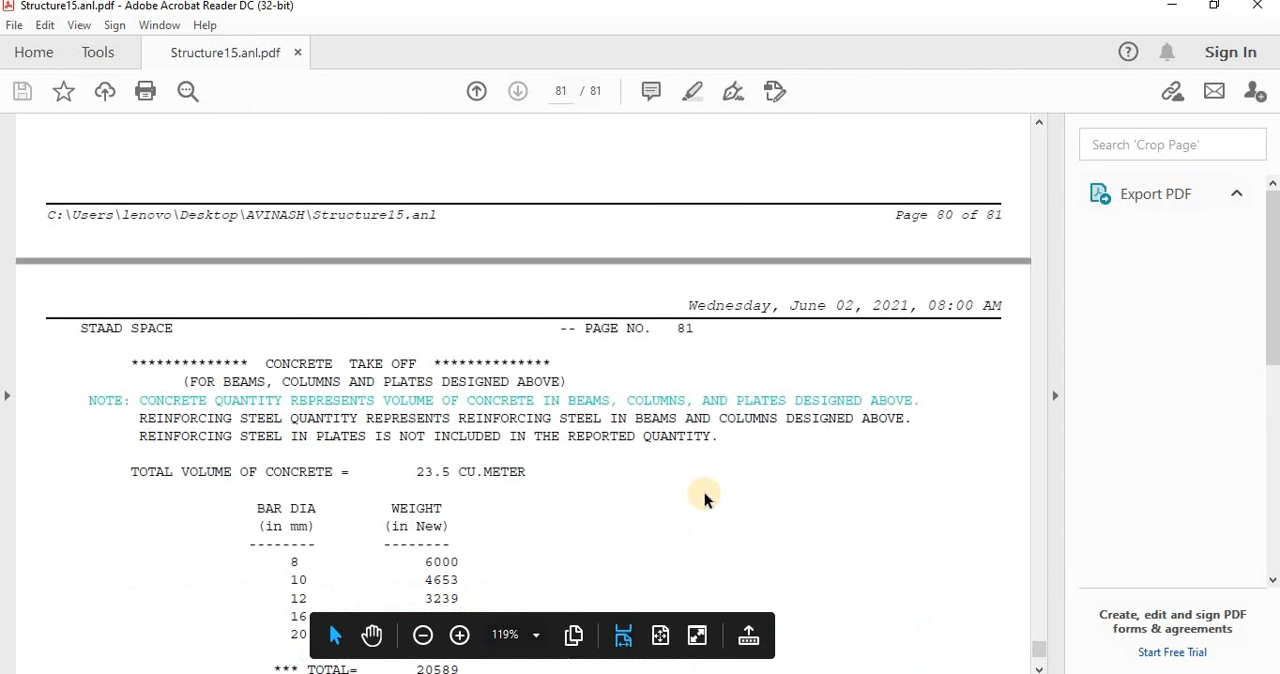 Structure15.anl.pdf - Adobe Acrobat Reader DC (32-bit)
File Edit View Sign Window Help
Home Tools Structure15.anl.pdf × Sign In
81 / 81
Search 'Crop Page'
Export PDF
C:\Users\lenovo\Desktop\AVINASH\Structure15.anl Page 80 of 81
Wednesday, June 02, 2021, 08:00 AM
STAAD SPACE -- PAGE NO. 81
************** CONCRETE TAKE OFF **************
(FOR BEAMS, COLUMNS AND PLATES DESIGNED ABOVE)
NOTE: CONCRETE QUANTITY REPRESENTS VOLUME OF CONCRETE IN BEAMS, COLUMNS, AND PLATES DESIGNED ABOVE.
REINFORCING STEEL QUANTITY REPRESENTS REINFORCING STEEL IN BEAMS AND COLUMNS DESIGNED ABOVE.
REINFORCING STEEL IN PLATES IS NOT INCLUDED IN THE REPORTED QUANTITY.
TOTAL VOLUME OF CONCRETE = 23.5 CU.METER
BAR DIA WEIGHT
(in mm) (in New)
-------- --------
8 6000
10 4653
12 3239
16
20
*** TOTAL= 20589
119%
Create, edit and sign PDF
forms & agreements
Start Free Trial